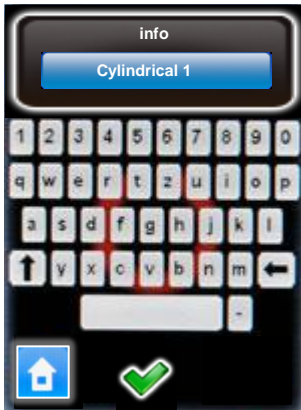 info
Cylindrical 1
1 2 3 4 5 6 7 8 9 0
q w e r t z u i o p
a s d f g h j k l
y x c v b n m
-